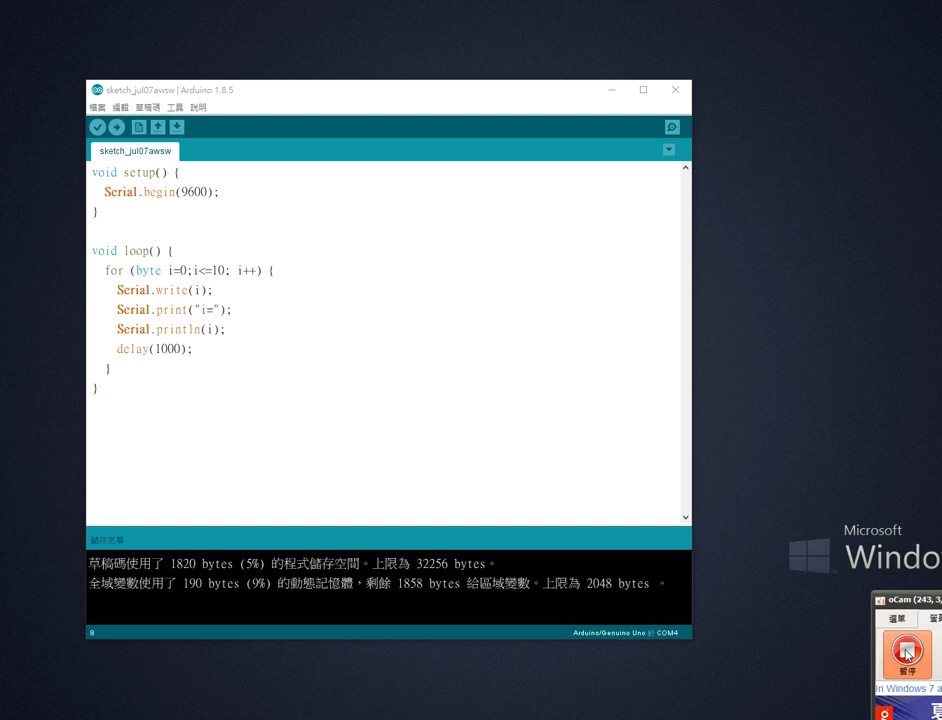 sketch_jul07awsw | Arduino 1.8.5
檔案 編輯 草稿碼 工具 說明
sketch_jul07awsw
void setup() {
Serial.begin(9600);
}
void loop() {
for (byte i=0;i<=10; i++) {
Serial.write(i);
Serial.print("i=");
Serial.println(i);
delay(1000);
}
}
儲存完畢
草稿碼使用了 1820 bytes (5%) 的程式儲存空間。上限為 32256 bytes。
全域變數使用了 190 bytes (9%) 的動態記憶體，剩餘 1858 bytes 給區域變數。上限為 2048 bytes 。
8
Arduino/Genuino Uno 於 COM4
Microsoft
Windo
oCam (243, 3,
選單
暫停
In Windows 7 a